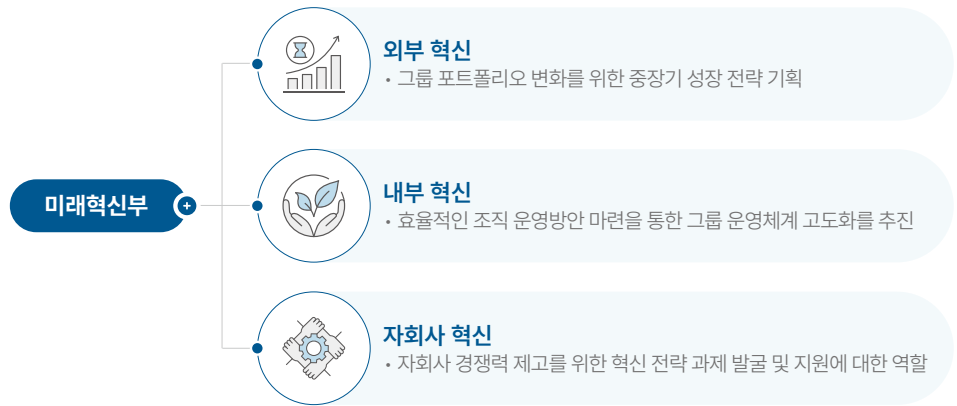 미래혁신부
외부 혁신
• 그룹 포트폴리오 변화를 위한 중장기 성장 전략 기획
내부 혁신
• 효율적인 조직 운영방안 마련을 통한 그룹 운영체계 고도화를 추진
자회사 혁신
• 자회사 경쟁력 제고를 위한 혁신 전략 과제 발굴 및 지원에 대한 역할